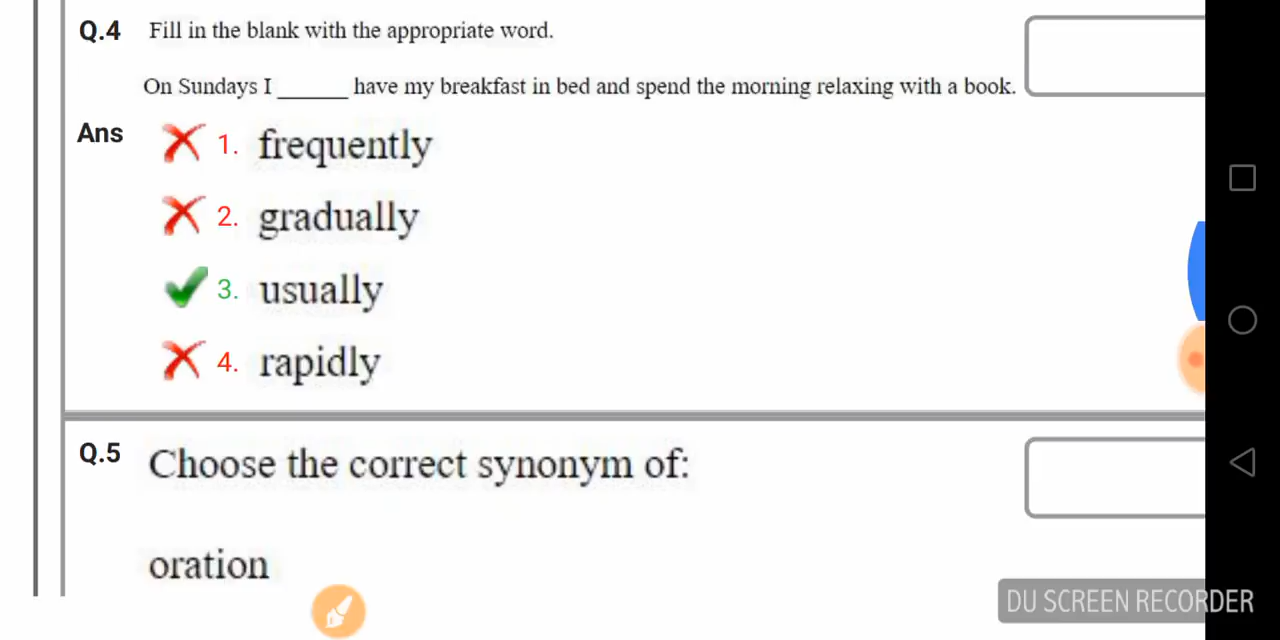 Q.4 Fill in the blank with the appropriate word.
On Sundays I ______ have my breakfast in bed and spend the morning relaxing with a book.
Ans 1. frequently
2. gradually
3. usually
4. rapidly
Q.5 Choose the correct synonym of:
oration
DU SCREEN RECORDER